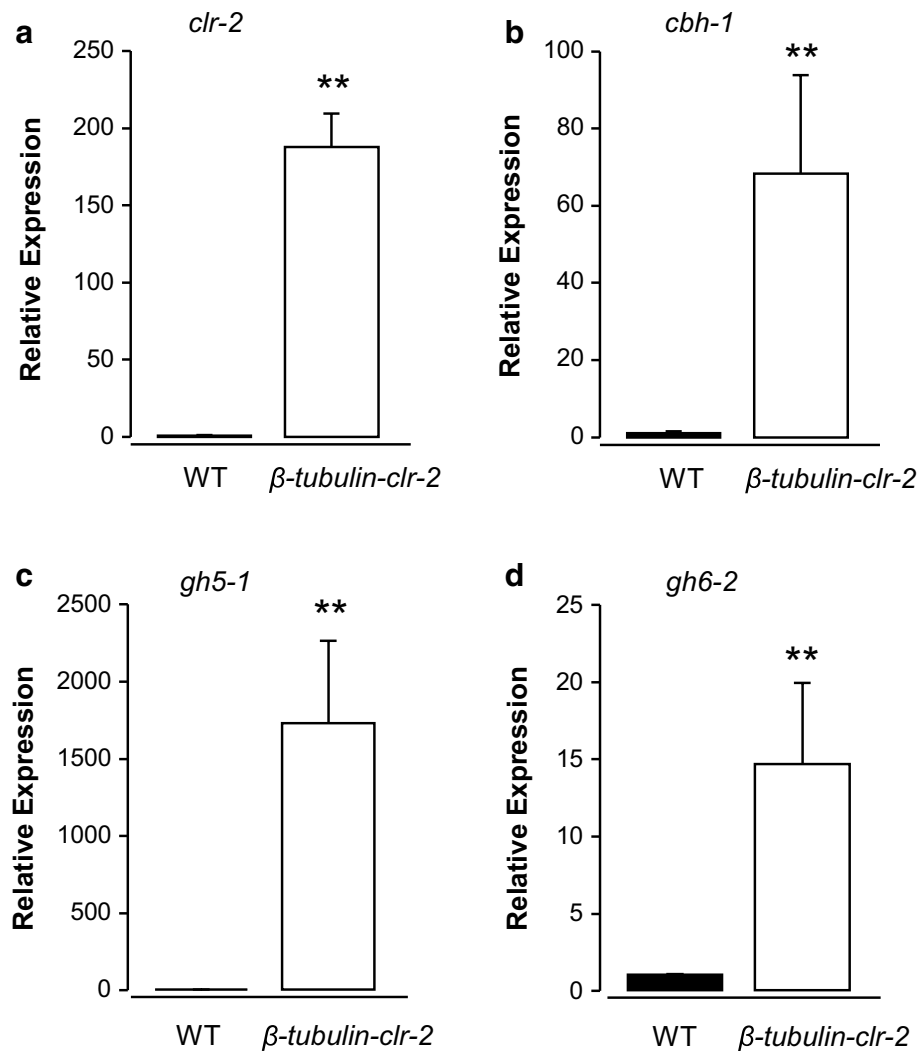 a
clr-2
250
200
150
100
50
0
Relative Expression
**
WT
β-tubulin-clr-2
b
cbh-1
100
80
60
40
20
0
Relative Expression
**
WT
β-tubulin-clr-2
c
gh5-1
2500
2000
1500
1000
500
0
Relative Expression
**
WT
β-tubulin-clr-2
d
gh6-2
25
20
15
10
5
0
Relative Expression
**
WT
β-tubulin-clr-2